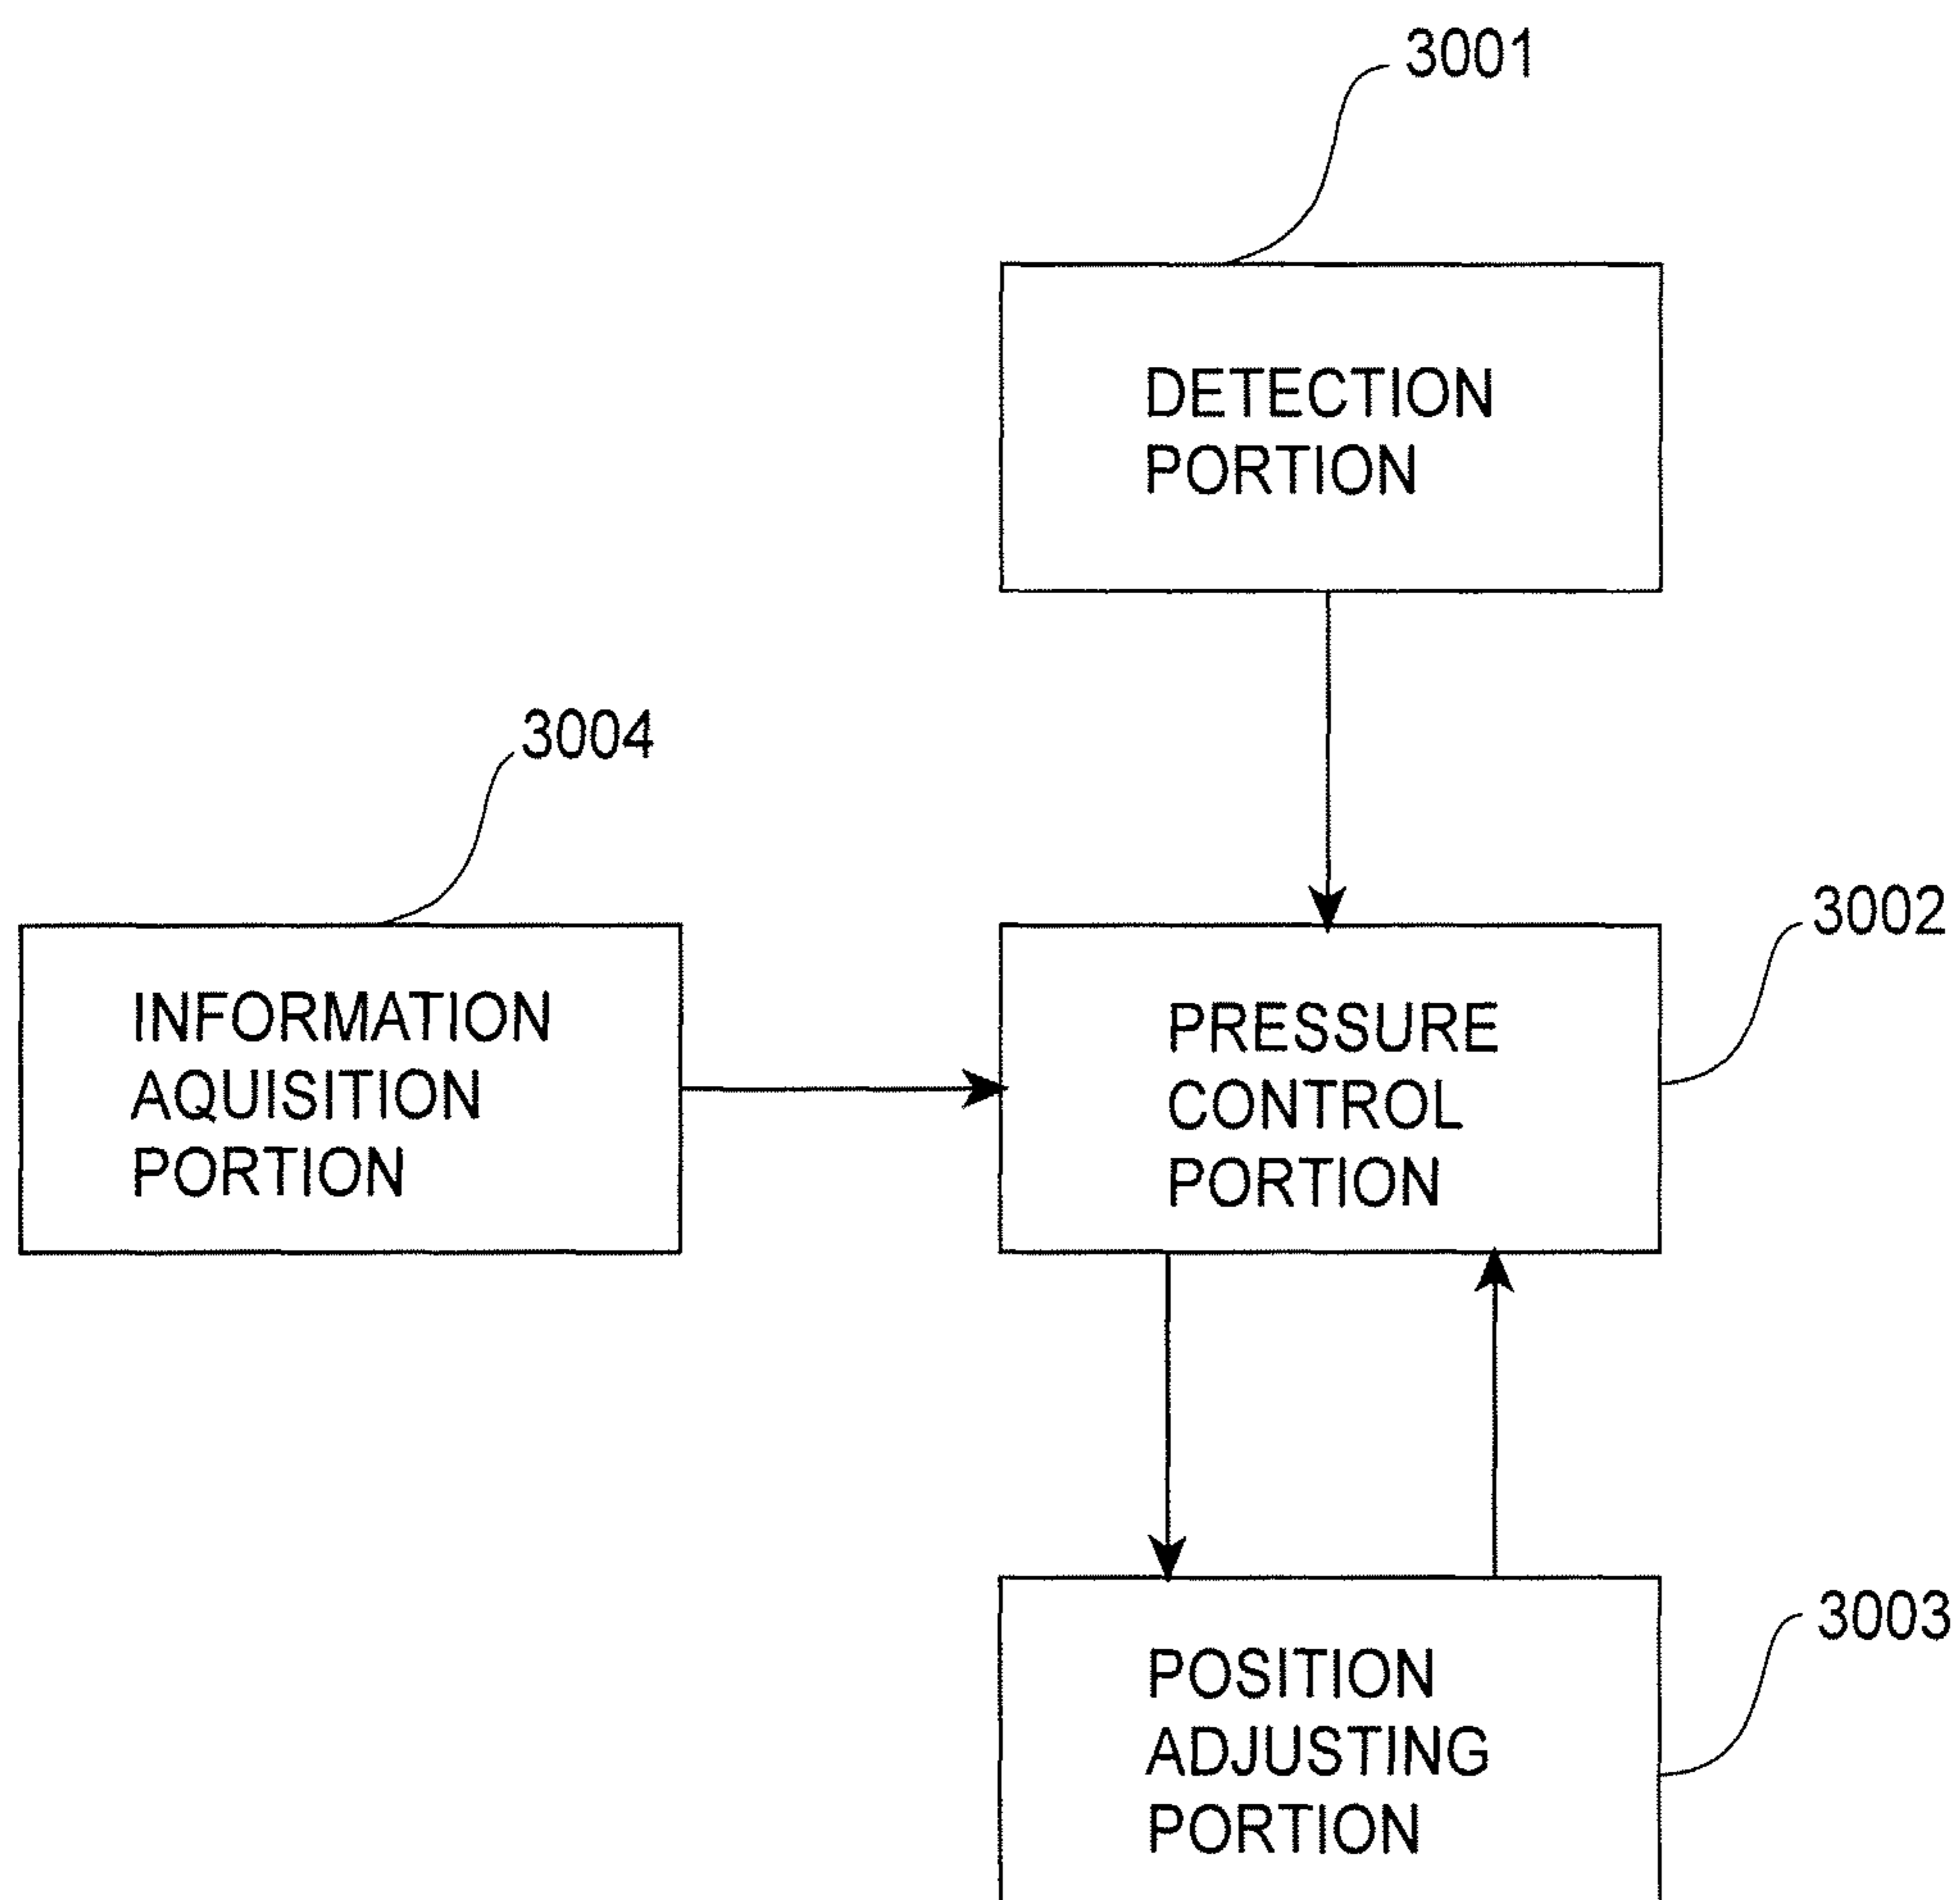 3001
DETECTION
PORTION
3004
3002
INFORMATION
AQUISITION
PORTION
PRESSURE
CONTROL
PORTION
3003
POSITION
ADJUSTING
PORTION